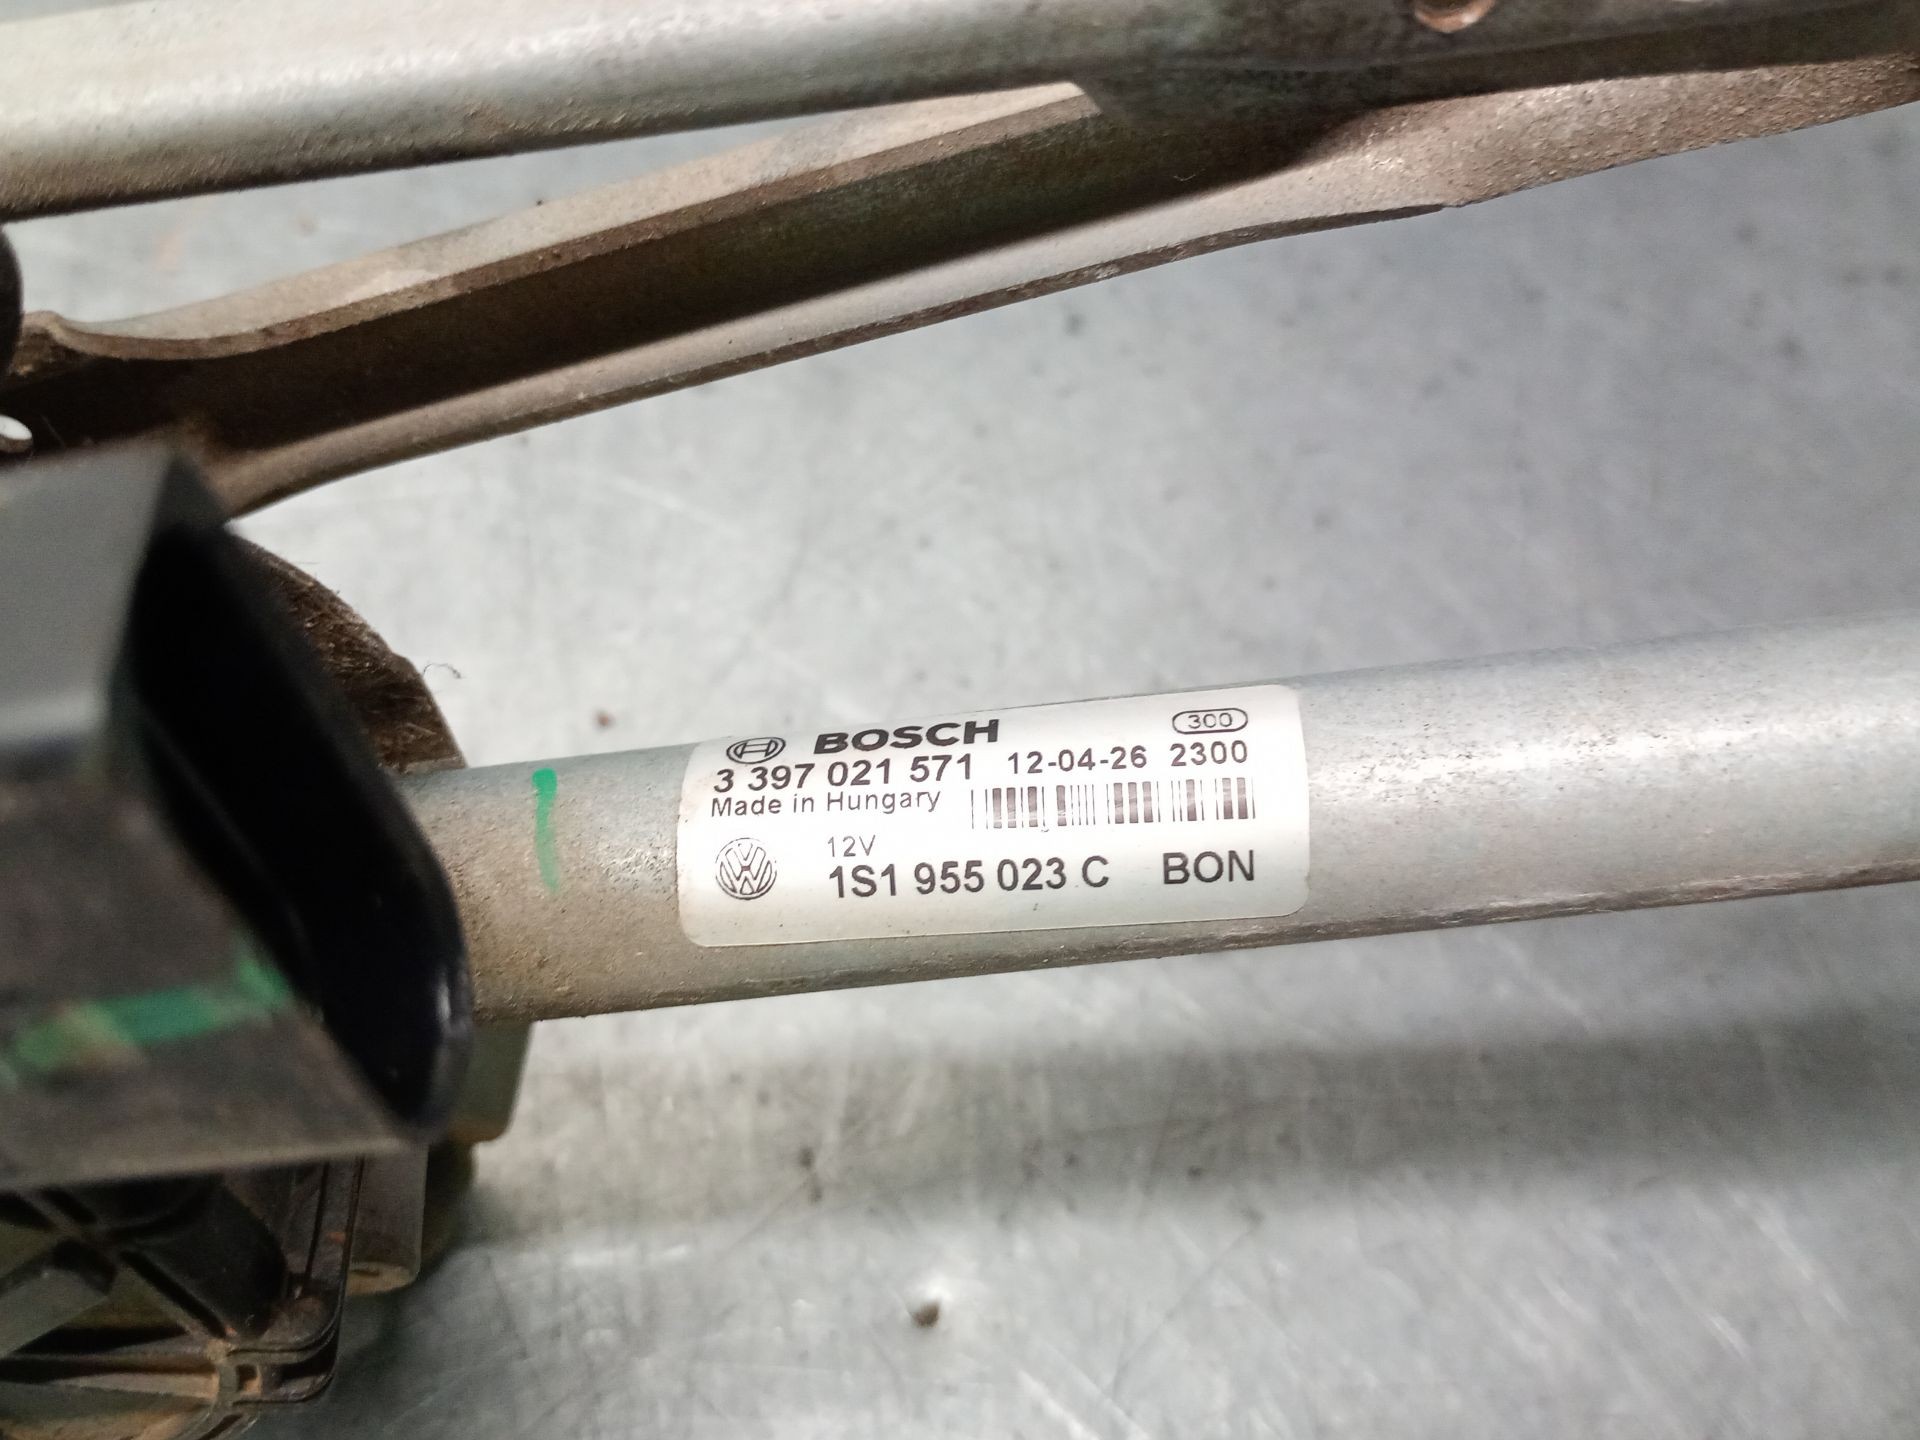 BOSCH 300
3 397 021 571 12-04-26 2300
Made in Hungary
12V
1S1 955 023 C BON